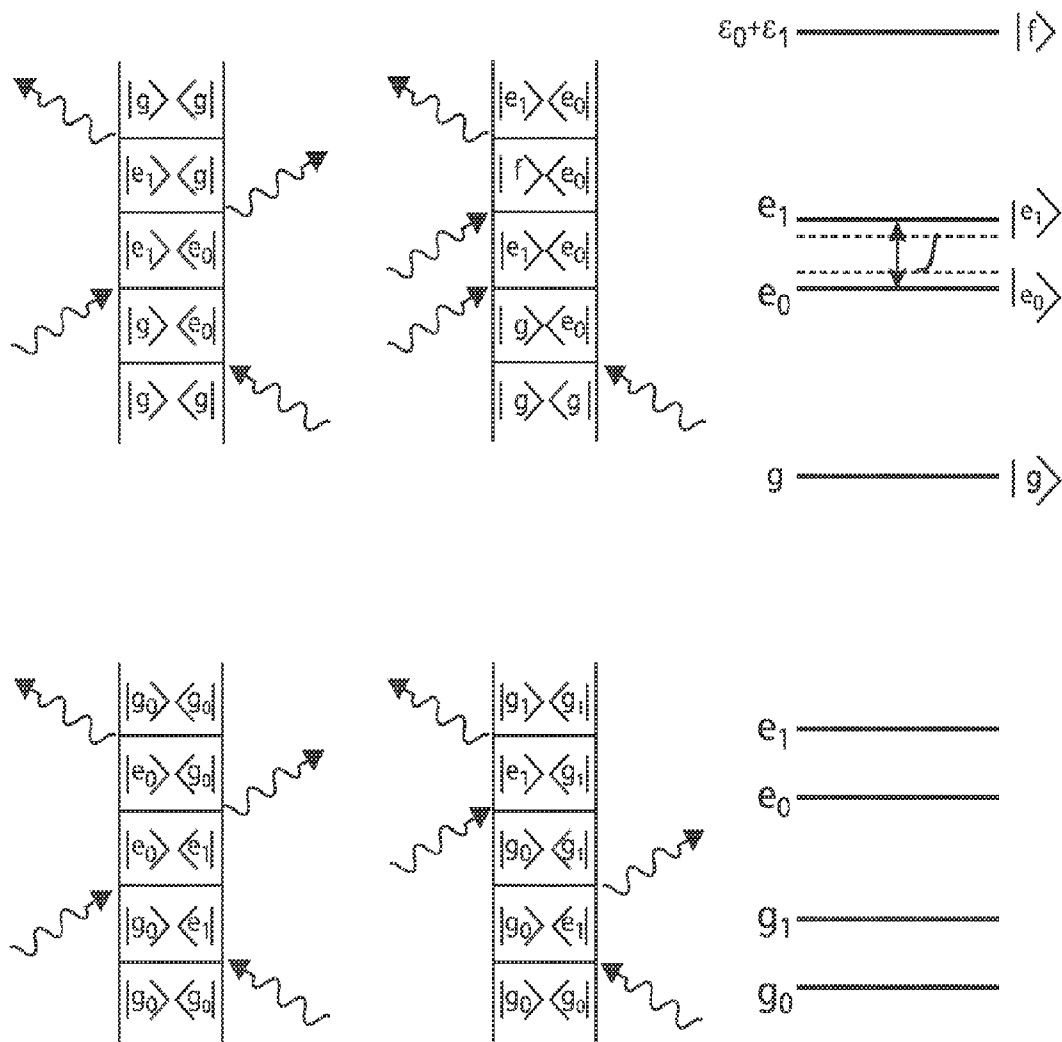 |g⟩⟨g|
|e₁⟩⟨g|
|e₁⟩⟨e₀|
|g⟩⟨e₀|
|g⟩⟨g|
|e₁⟩⟨e₀|
|f⟩⟨e₀|
|e₁⟩⟨e₀|
|g⟩⟨e₀|
|g⟩⟨g|
ε₀+ε₁ |f⟩
e₁ |e₁⟩
J
e₀ |e₀⟩
g |g⟩
|g₀⟩⟨g₀|
|e₀⟩⟨g₀|
|e₀⟩⟨e₁|
|g₀⟩⟨e₁|
|g₀⟩⟨g₀|
|g₁⟩⟨g₁|
|e₁⟩⟨g₁|
|g₀⟩⟨g₁|
|g₀⟩⟨e₁|
|g₀⟩⟨g₀|
e₁
e₀
g₁
g₀